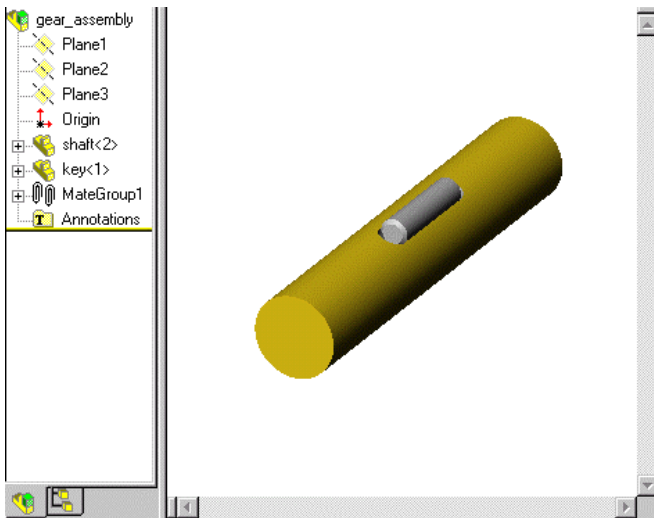 gear_assembly
Plane1
Plane2
Plane3
Origin
shaft<2>
key<1>
MateGroup1
T Annotations